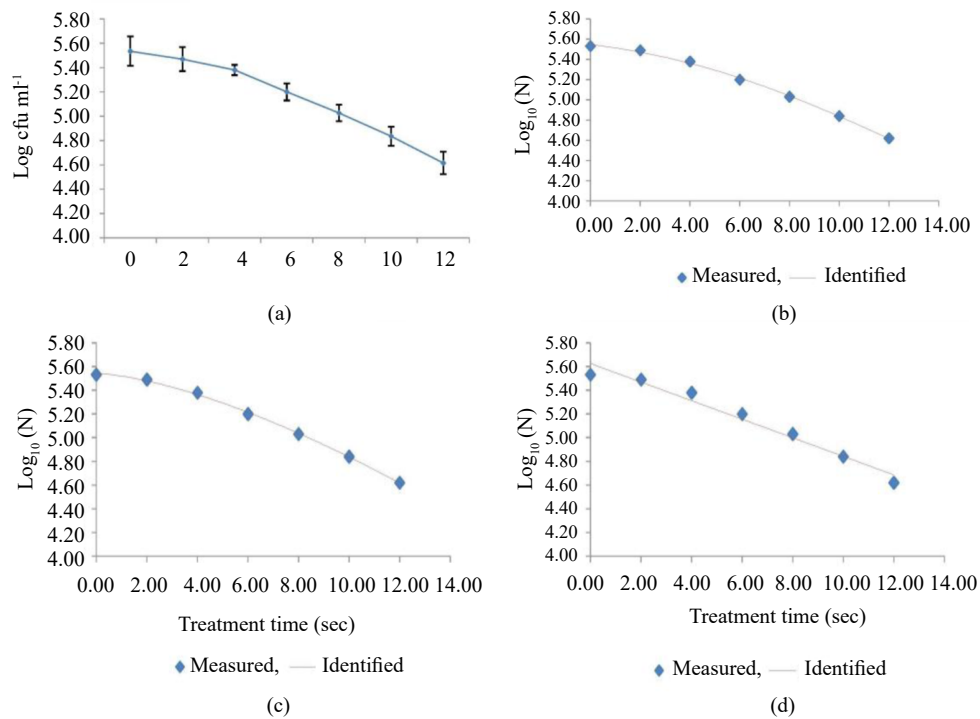 5.80
5.60
5.40
5.20
5.00
4.80
4.60
4.40
4.20
4.00
Log cfu ml-1
0 2 4 6 8 10 12
(a)
5.80
5.60
5.40
5.20
5.00
4.80
4.60
4.40
4.20
4.00
Log10 (N)
0.00 2.00 4.00 6.00 8.00 10.00 12.00 14.00
Measured, Identified
(b)
5.80
5.60
5.40
5.20
5.00
4.80
4.60
4.40
4.20
4.00
Log10 (N)
0.00 2.00 4.00 6.00 8.00 10.00 12.00 14.00
Treatment time (sec)
Measured, Identified
(c)
5.80
5.60
5.40
5.20
5.00
4.80
4.60
4.40
4.20
4.00
Log10 (N)
0.00 2.00 4.00 6.00 8.00 10.00 12.00 14.00
Treatment time (sec)
Measured, Identified
(d)